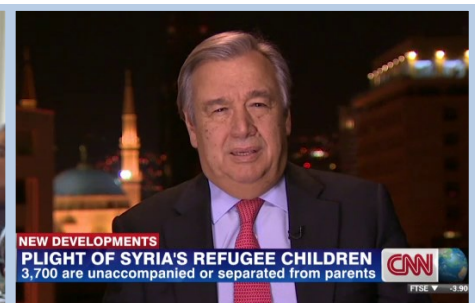 NEW DEVELOPMENTS
PLIGHT OF SYRIA'S REFUGEE CHILDREN
3,700 are unaccompanied or separated from parents
CNN
FTSE ▼ -3.90